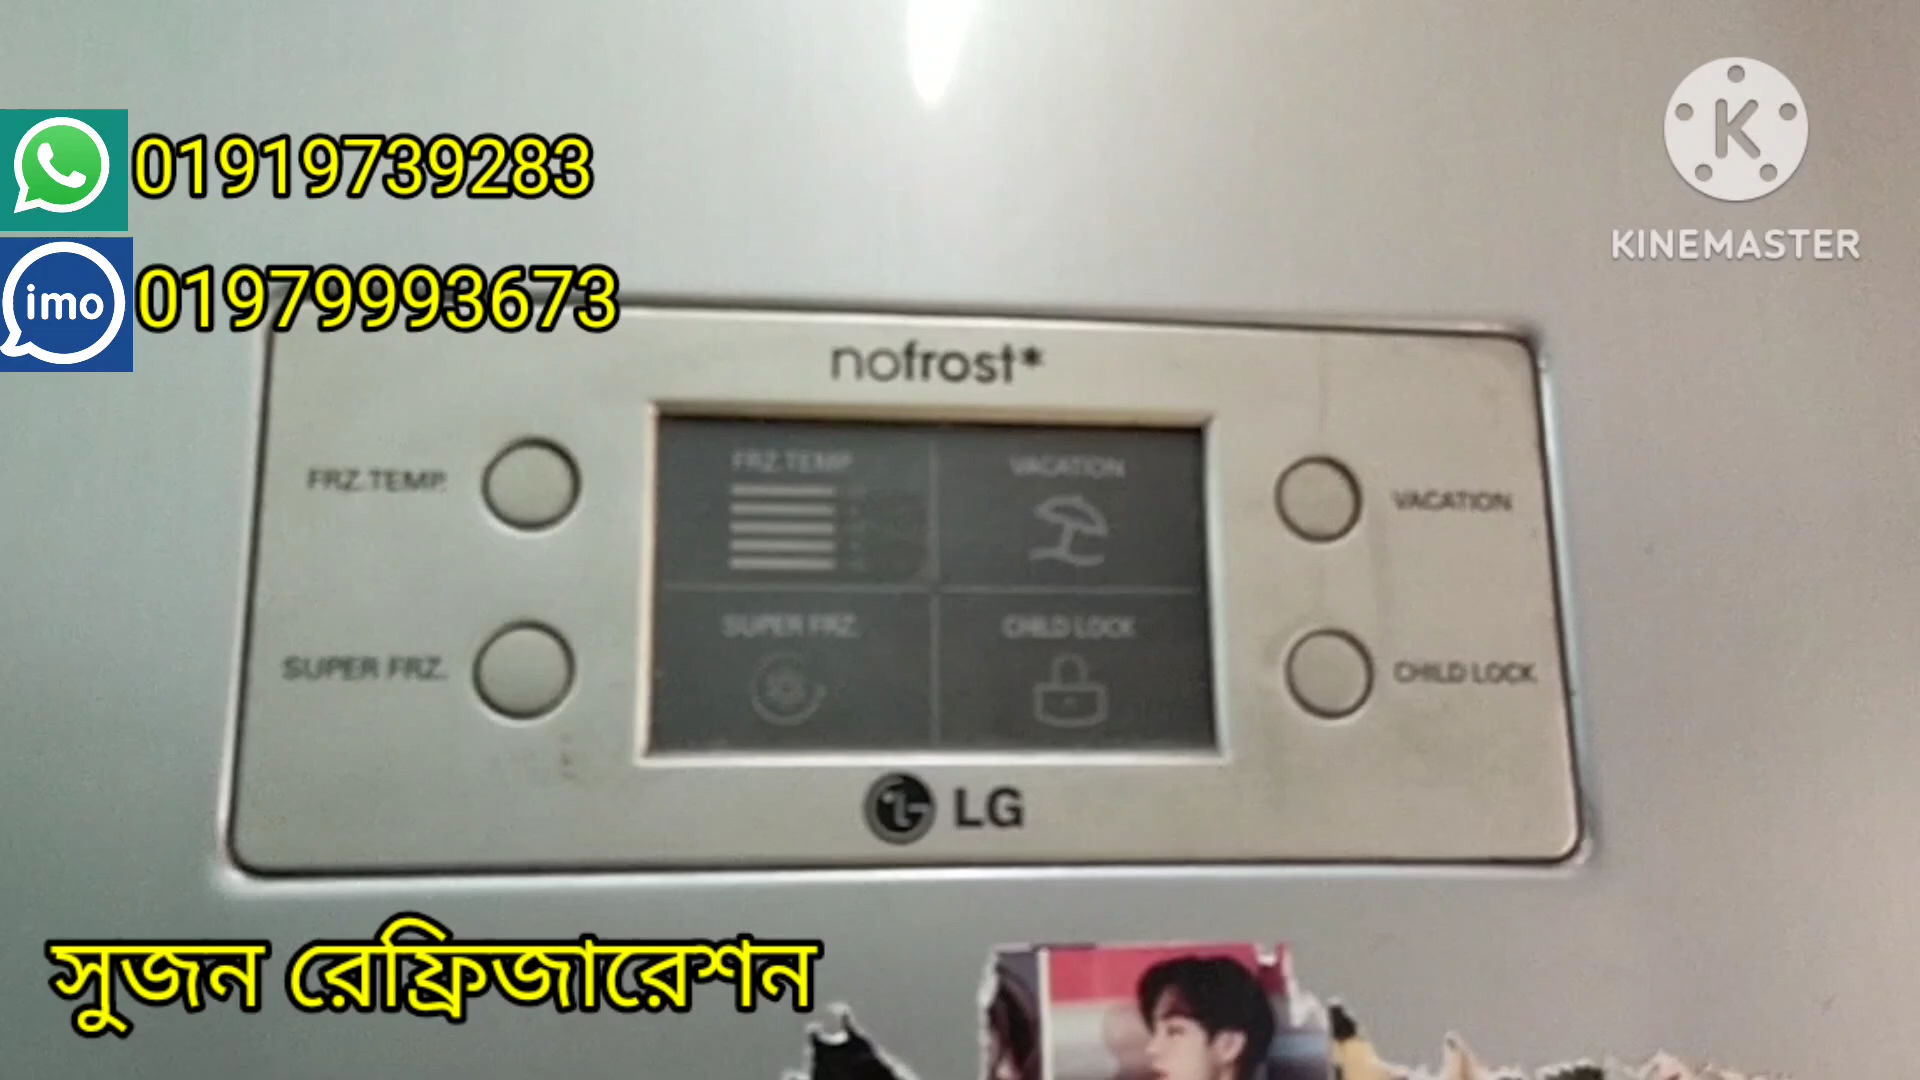 01919739283
imo 01979993673
K
KINEMASTER
nofrost*
FRZ.TEMP.
FRZ.TEMP.
VACATION
VACATION
SUPER FRZ.
SUPER FRZ.
CHILD LOCK
CHILD LOCK
LG
সুজন রেফ্রিজারেশন